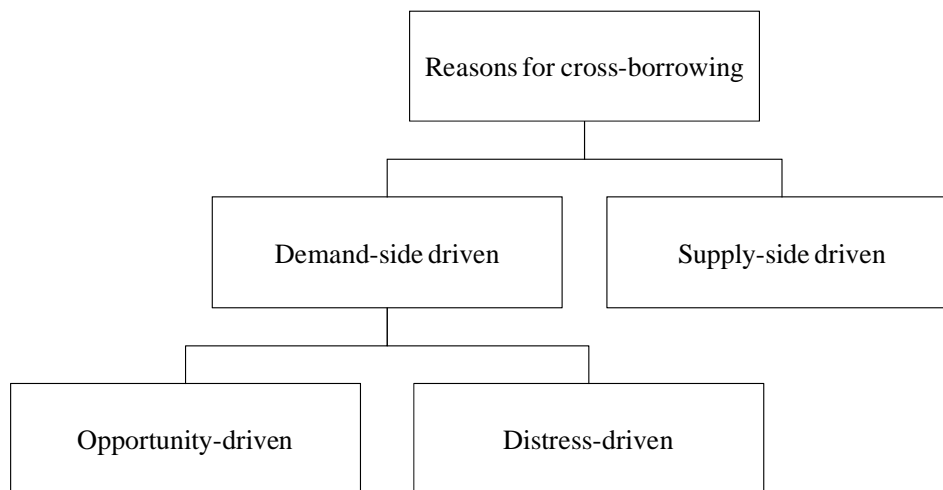 Reasons for cross-borrowing
Demand-side driven
Supply-side driven
Opportunity-driven
Distress-driven